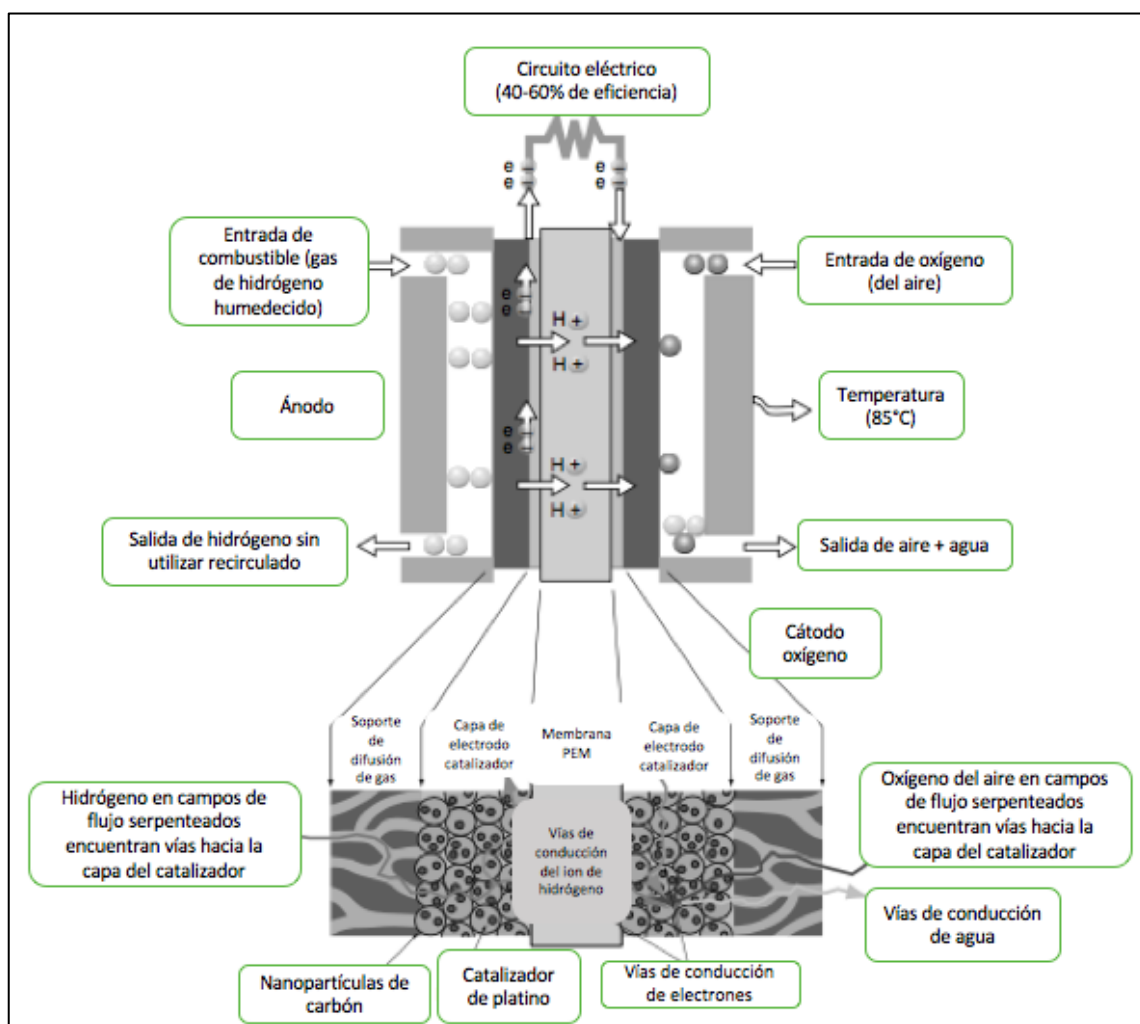 Circuito eléctrico
(40-60% de eficiencia)
e
e
e
e
Entrada de
combustible (gas
de hidrógeno
humedecido)
Entrada de oxígeno
(del aire)
e
e
H +
H +
Ánodo
Temperatura
(85°C)
e
e
H +
H +
Salida de hidrógeno sin
utilizar recirculado
Salida de aire + agua
Cátodo
oxígeno
Soporte
de
difusión
de gas
Capa de
electrodo
catalizador
Membrana
PEM
Capa de
electrodo
catalizador
Soporte
de
difusión
de gas
Hidrógeno en campos de
flujo serpenteados
encuentran vías hacia la
capa del catalizador
Vías de
conducción
del ion de
hidrógeno
Oxígeno del aire en campos
de flujo serpenteados
encuentran vías hacia la
capa del catalizador
Vías de conducción
de agua
Nanopartículas de
carbón
Catalizador
de platino
Vías de conducción
de electrones